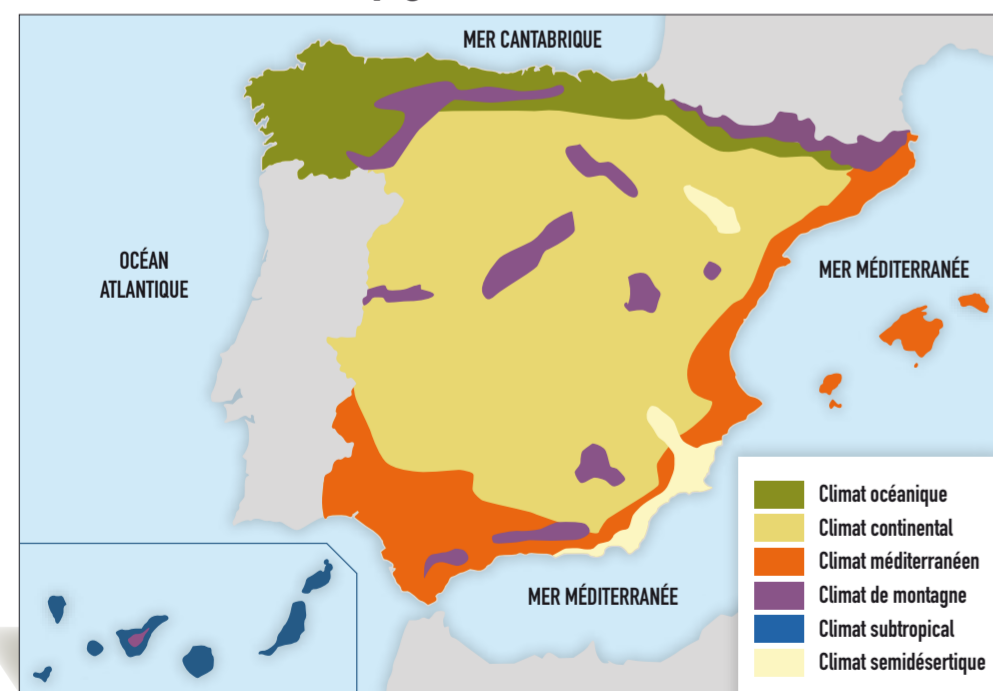 MER CANTABRIQUE
OCÉAN
ATLANTIQUE
MER MÉDITERRANÉE
MER MÉDITERRANÉE
Climat océanique
Climat continental
Climat méditerranéen
Climat de montagne
Climat subtropical
Climat semidésertique